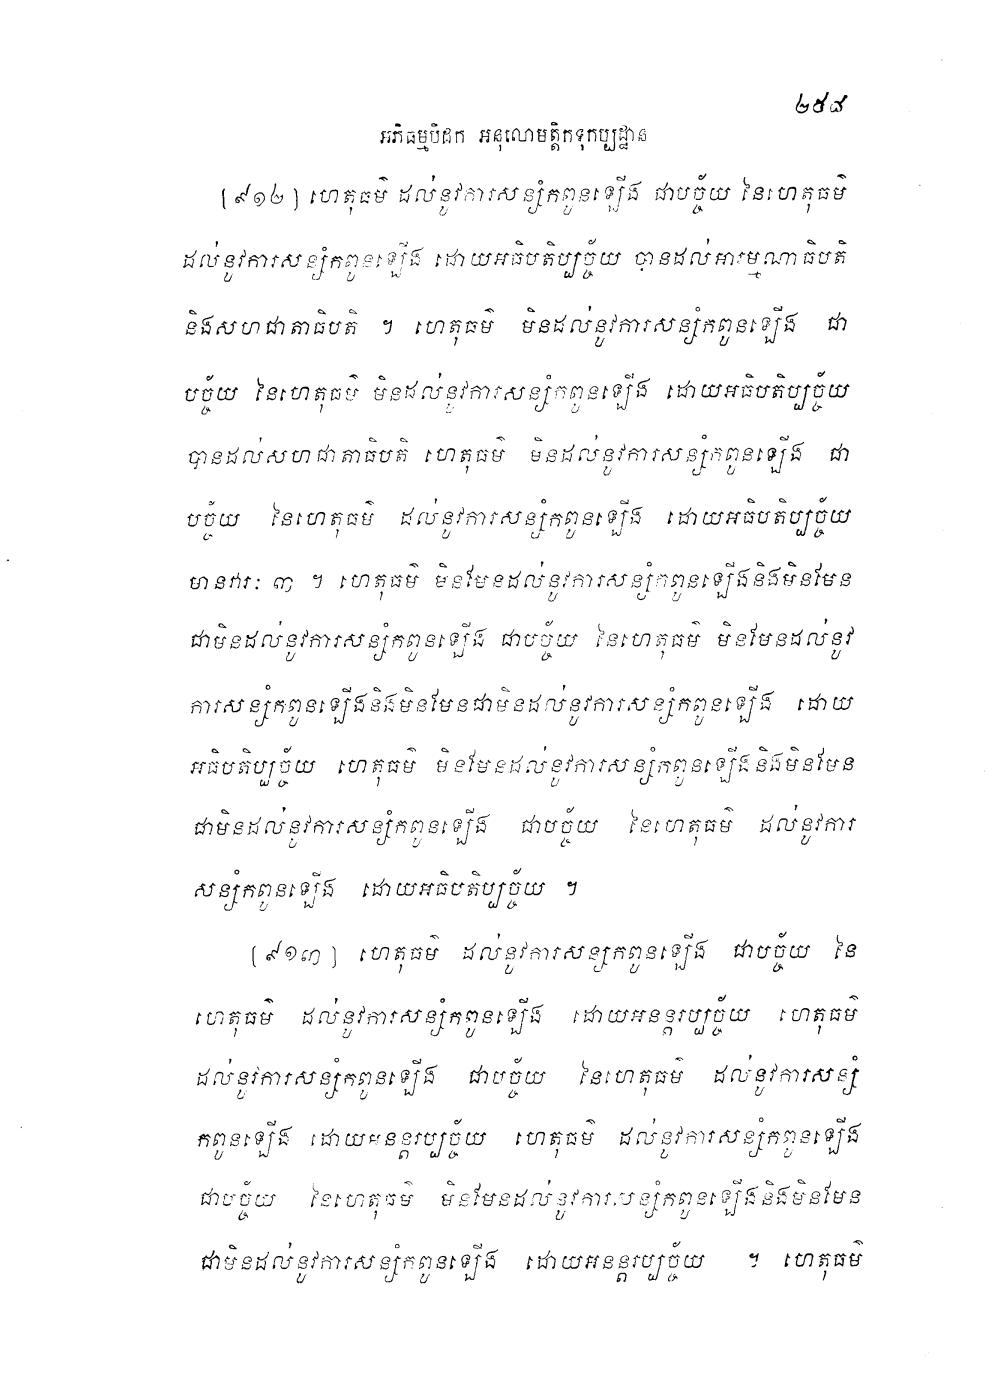 ២៥៨
អភិធម្មបិដក អនុលោមត្តិកទុកប្បដ្ឋាន
[៩១២] ហេតុធម៌ ដល់នូវការសន្យំកពូនឡើង ជាបច្ច័យ នៃហេតុធម៌
ដល់នូវការសន្យំកពូនឡើង ដោយអធិបតិប្បច្ច័យ បានដល់អារម្មណាធិបតិ
និងសហជាតាធិបតិ ។ ហេតុធម៌ មិនដល់នូវការសន្យំកពូនឡើង ជា
បច្ច័យ នៃហេតុធម៌ មិនដល់នូវការសន្យំកពូនឡើង ដោយអធិបតិប្បច្ច័យ
បានដល់សហជាតាធិបតិ ហេតុធម៌ មិនដល់នូវការសន្យំកពូនឡើង ជា
បច្ច័យ នៃហេតុធម៌ ដល់នូវការសន្យំកពូនឡើង ដោយអធិបតិប្បច្ច័យ
មានវារៈ ៣ ។ ហេតុធម៌ មិនមែនដល់នូវការសន្យំកពូនឡើងនិងមិនមែន
ជាមិនដល់នូវការសន្យំកពូនឡើង ជាបច្ច័យ នៃហេតុធម៌ មិនមែនដល់នូវ
ការសន្យំកពូនឡើងនិងមិនមែនជាមិនដល់នូវការសន្យំកពូនឡើង ដោយ
អធិបតិប្បច្ច័យ ហេតុធម៌ មិនមែនដល់នូវការសន្យំកពូនឡើងនិងមិនមែន
ជាមិនដល់នូវការសន្យំកពូនឡើង ជាបច្ច័យ នៃហេតុធម៌ ដល់នូវការ
សន្យំកពូនឡើង ដោយអធិបតិប្បច្ច័យ ។
[៩១៣] ហេតុធម៌ ដល់នូវការសន្យកពូនឡើង ជាបច្ច័យ នៃ
ហេតុធម៌ ដល់នូវការសន្យំកពូនឡើង ដោយអនន្តរប្បច្ច័យ ហេតុធម៌
ដល់នូវការសន្យំកពូនឡើង ជាបច្ច័យ នៃហេតុធម៌ ដល់នូវការសន្យំ
កពូនឡើង ដោយអនន្តរប្បច្ច័យ ហេតុធម៌ ដល់នូវការសន្យំកពូនឡើង
ជាបច្ច័យ នៃហេតុធម៌ មិនមែនដល់នូវការសន្យំកពូនឡើងនិងមិនមែន
ជាមិនដល់នូវការសន្យំកពូនឡើង ដោយអនន្តរប្បច្ច័យ ។ ហេតុធម៌